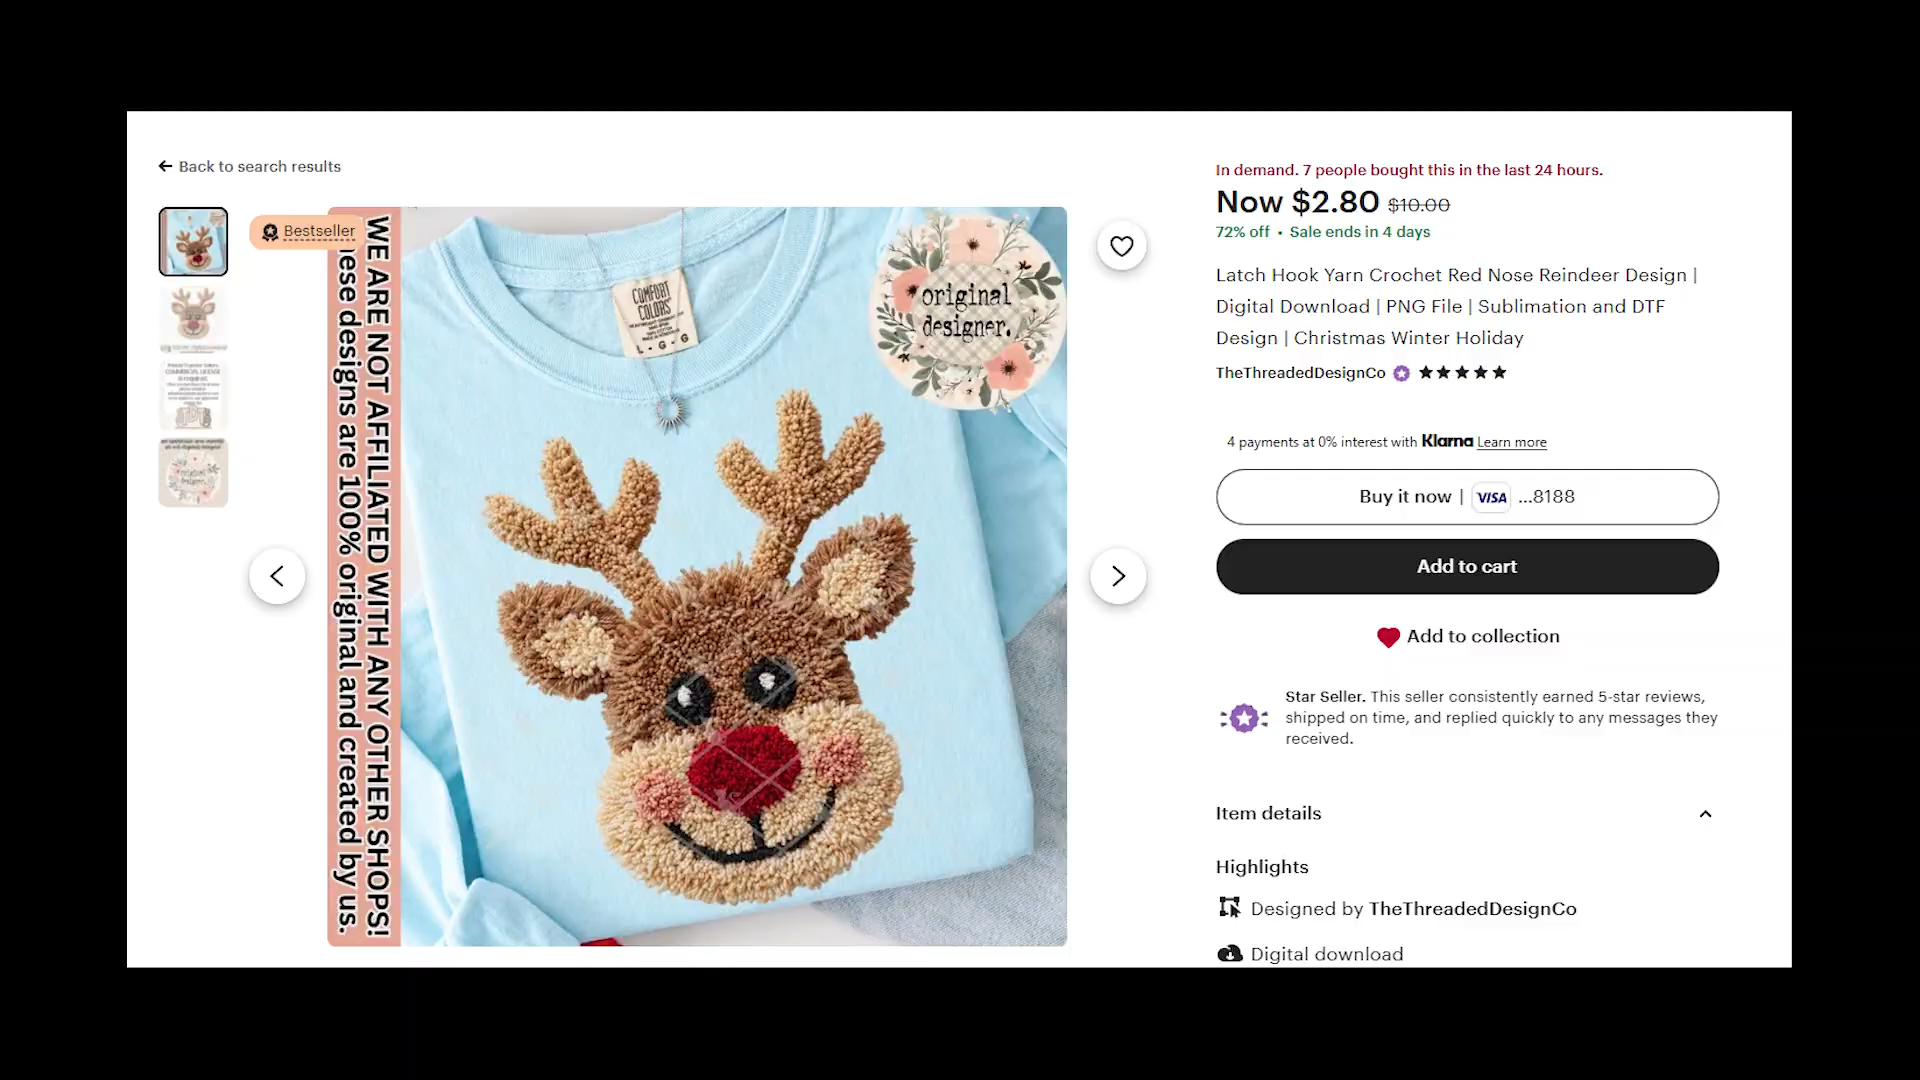 Back to search results
Bestseller
WE ARE NOT AFFILIATED WITH ANY OTHER SHOPS!
these designs are 100% original and created by us.
COMFORT
COLORS
L - G - G
original
designer.
In demand. 7 people bought this in the last 24 hours.
Now $2.80 $10.00
72% off • Sale ends in 4 days
Latch Hook Yarn Crochet Red Nose Reindeer Design |
Digital Download | PNG File | Sublimation and DTF
Design | Christmas Winter Holiday
TheThreadedDesignCo
4 payments at 0% interest with Klarna Learn more
Buy it now | VISA ...8188
Add to cart
Add to collection
Star Seller. This seller consistently earned 5-star reviews,
shipped on time, and replied quickly to any messages they
received.
Item details
Highlights
Designed by TheThreadedDesignCo
Digital download